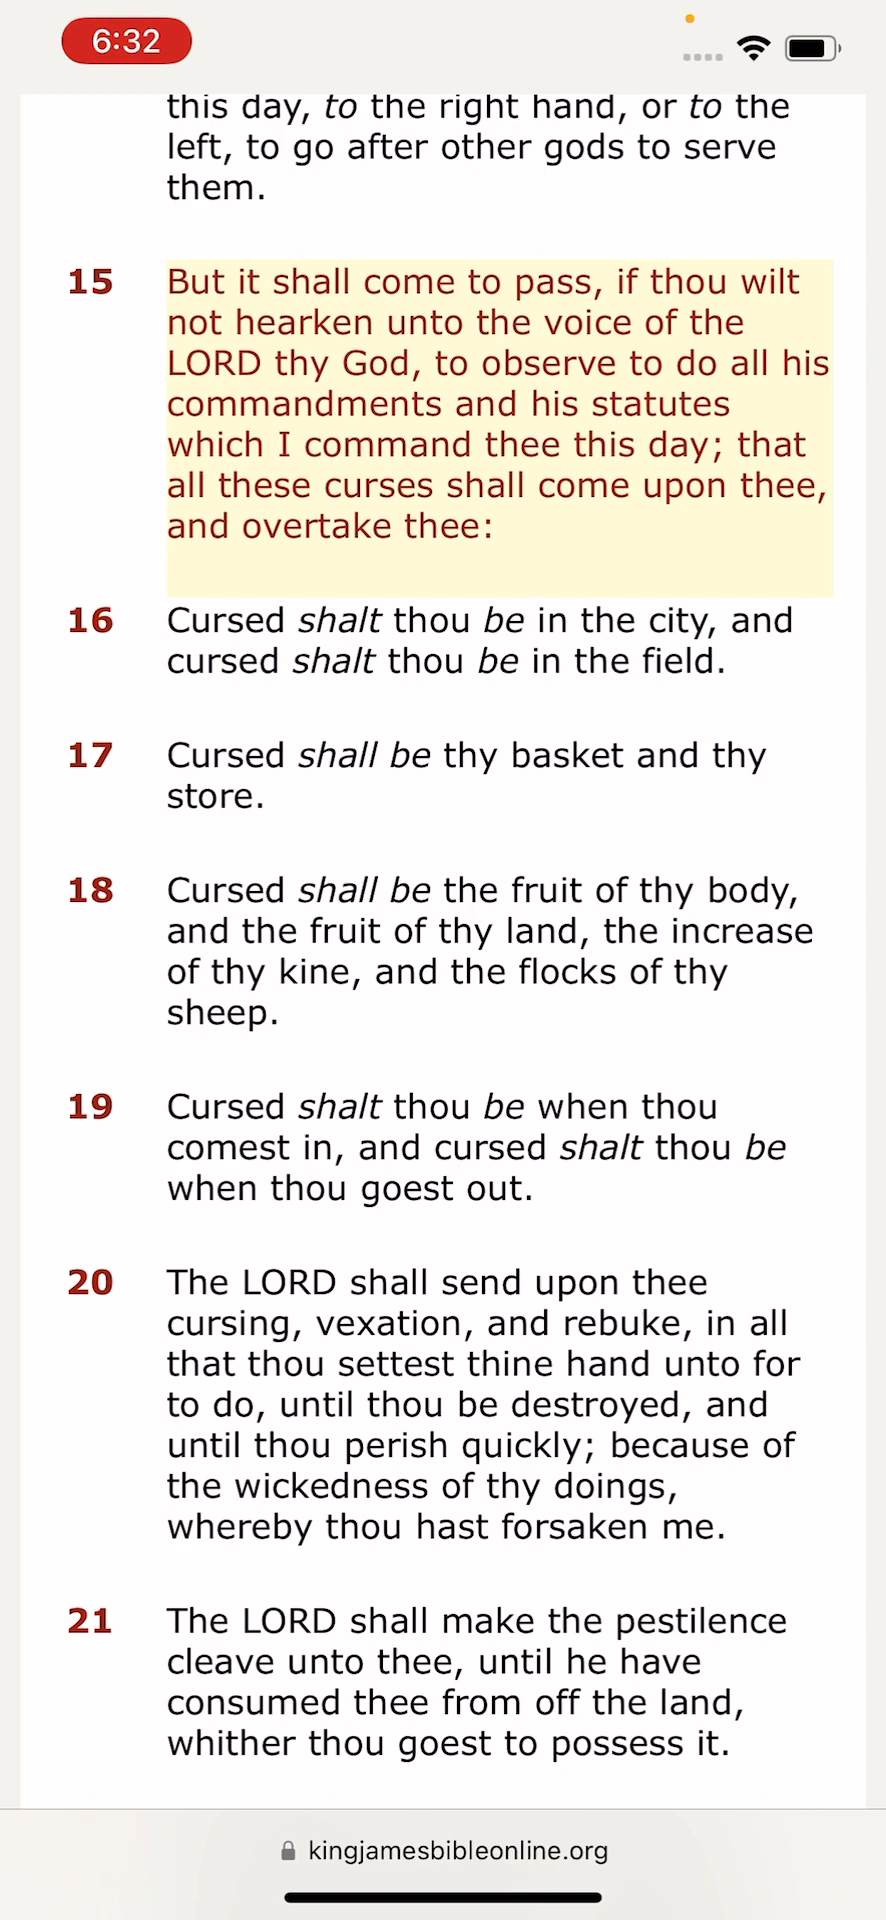 6:32
this day, to the right hand, or to the
left, to go after other gods to serve
them.
15 But it shall come to pass, if thou wilt
not hearken unto the voice of the
LORD thy God, to observe to do all his
commandments and his statutes
which I command thee this day; that
all these curses shall come upon thee,
and overtake thee:
16 Cursed shalt thou be in the city, and
cursed shalt thou be in the field.
17 Cursed shall be thy basket and thy
store.
18 Cursed shall be the fruit of thy body,
and the fruit of thy land, the increase
of thy kine, and the flocks of thy
sheep.
19 Cursed shalt thou be when thou
comest in, and cursed shalt thou be
when thou goest out.
20 The LORD shall send upon thee
cursing, vexation, and rebuke, in all
that thou settest thine hand unto for
to do, until thou be destroyed, and
until thou perish quickly; because of
the wickedness of thy doings,
whereby thou hast forsaken me.
21 The LORD shall make the pestilence
cleave unto thee, until he have
consumed thee from off the land,
whither thou goest to possess it.
kingjamesbibleonline.org